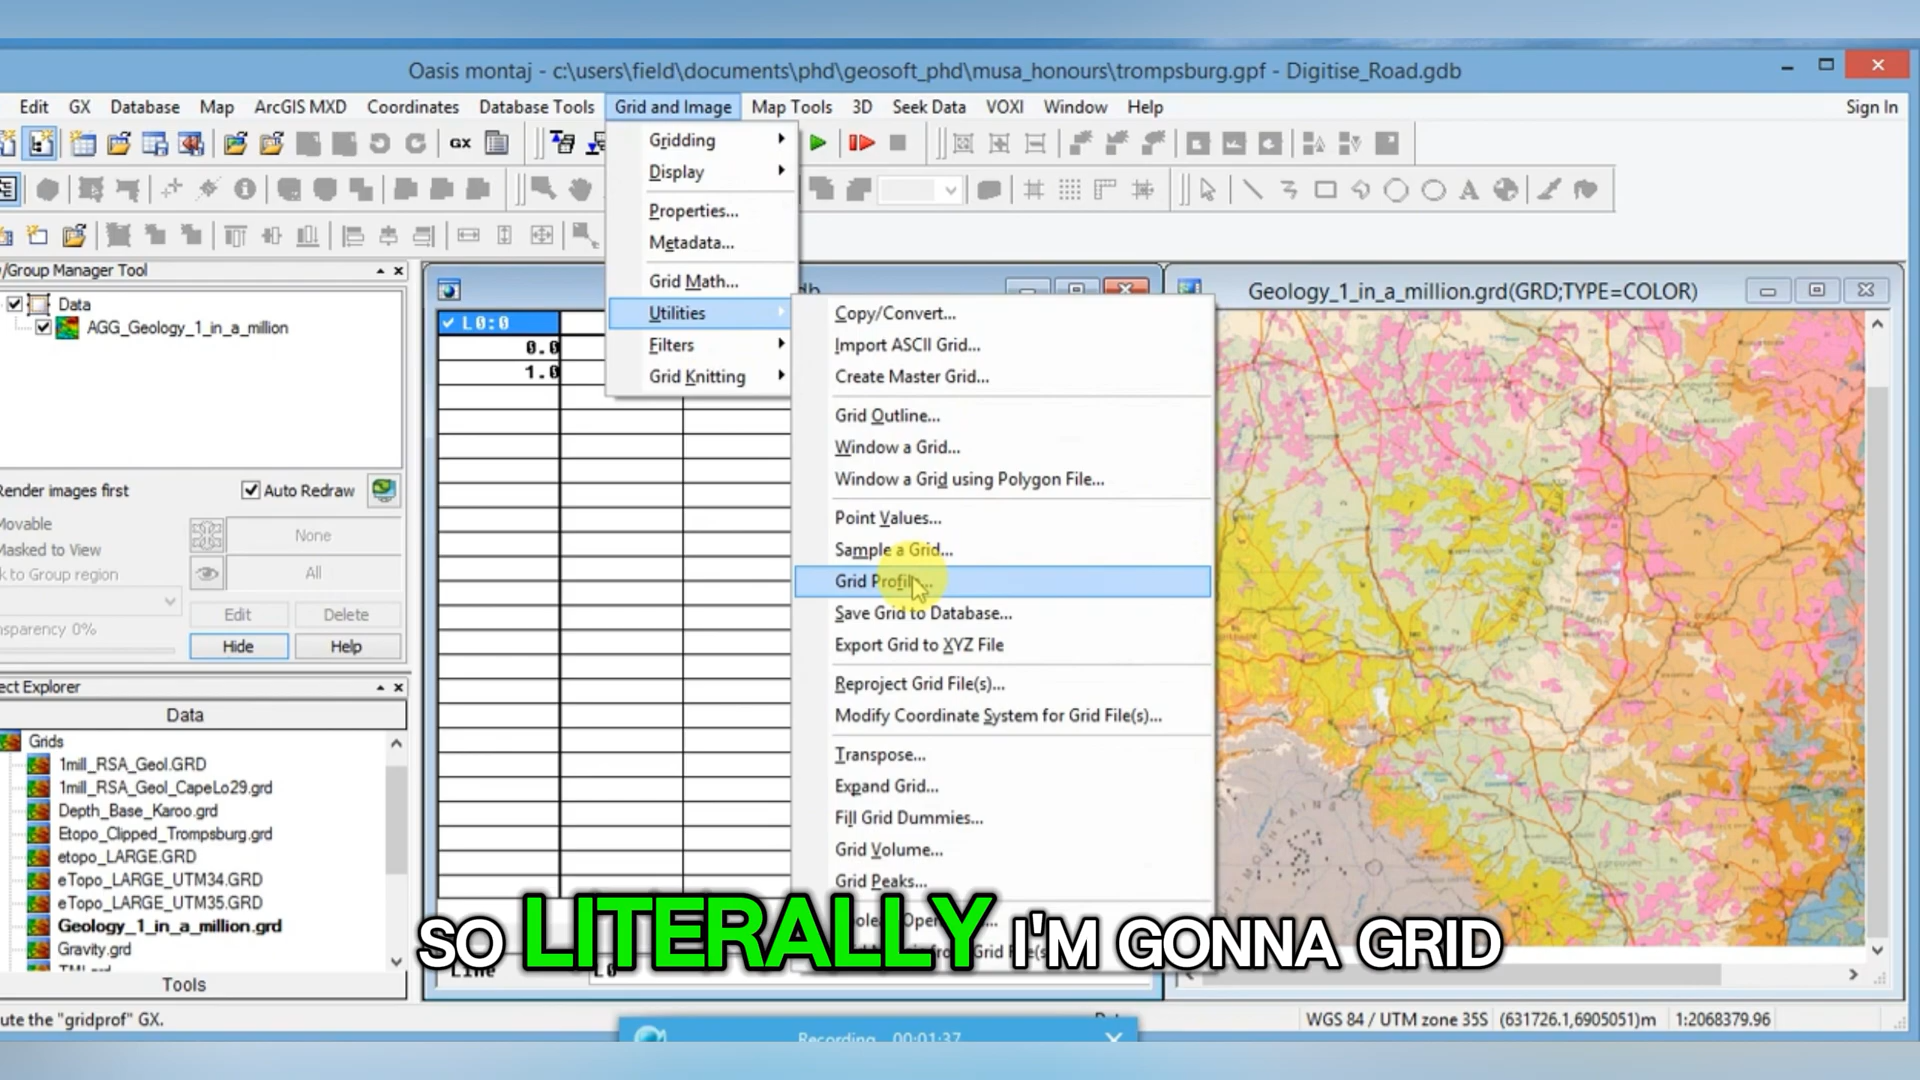 Oasis montaj - c:\users\field\documents\phd\geosoft_phd\musa_honours\trompsburg.gpf - Digitise_Road.gdb
Edit GX Database Map ArcGIS MXD Coordinates Database Tools Grid and Image Map Tools 3D Seek Data VOXI Window Help Sign In
GX
Gridding
Display
Properties...
Metadata...
Grid Math...
Utilities
Filters
Grid Knitting
Copy/Convert...
Import ASCII Grid...
Create Master Grid...
Grid Outline...
Window a Grid...
Window a Grid using Polygon File...
Point Values...
Sample a Grid...
Grid Profile...
Save Grid to Database...
Export Grid to XYZ File
Reproject Grid File(s)...
Modify Coordinate System for Grid File(s)...
Transpose...
Expand Grid...
Fill Grid Dummies...
Grid Volume...
Grid Peaks...
/Group Manager Tool
Data
AGG_Geology_1_in_a_million
Render images first
Auto Redraw
Movable
None
Masked to View
k to Group region
All
Edit Delete
nsparency 0%
Hide Help
ect Explorer
Data
Grids
1mill_RSA_Geol.GRD
1mill_RSA_Geol_CapeLo29.grd
Depth_Base_Karoo.grd
Etopo_Clipped_Trompsburg.grd
etopo_LARGE.GRD
eTopo_LARGE_UTM34.GRD
eTopo_LARGE_UTM35.GRD
Geology_1_in_a_million.grd
Gravity.grd
Tools
L0:0
0.0
1.0
Geology_1_in_a_million.grd(GRD;TYPE=COLOR)
SO LITERALLY I'M GONNA GRID
Line L0
ute the "gridprof" GX.
Recording 00:01:37
WGS 84 / UTM zone 35S (631726.1,6905051)m 1:2068379.96